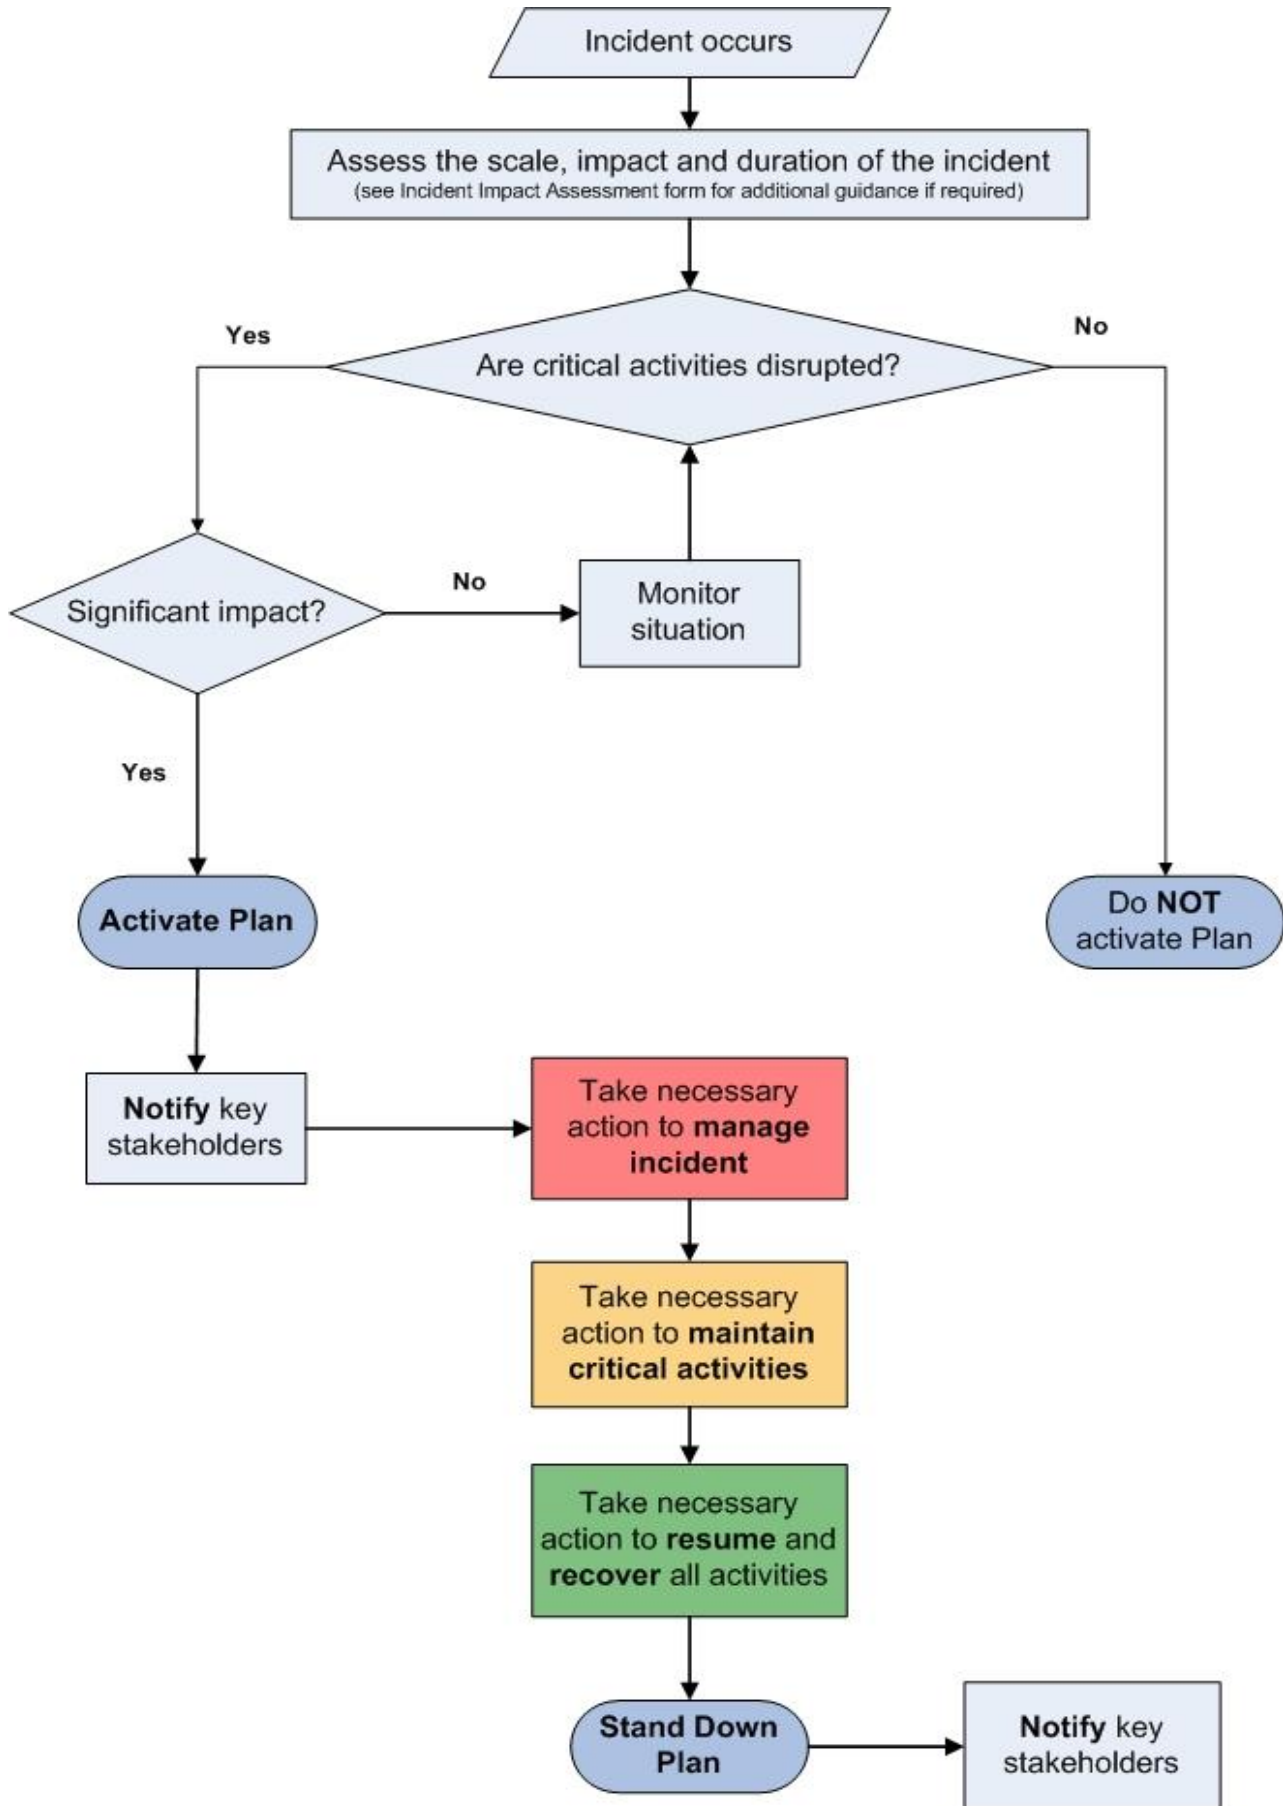 Incident occurs
Assess the scale, impact and duration of the incident
(see Incident Impact Assessment form for additional guidance if required)
Yes
No
Are critical activities disrupted?
Significant impact?
No
Monitor
situation
Yes
Activate Plan
Do NOT
activate Plan
Notify key
stakeholders
Take necessary
action to manage
incident
Take necessary
action to maintain
critical activities
Take necessary
action to resume and
recover all activities
Stand Down
Plan
Notify key
stakeholders